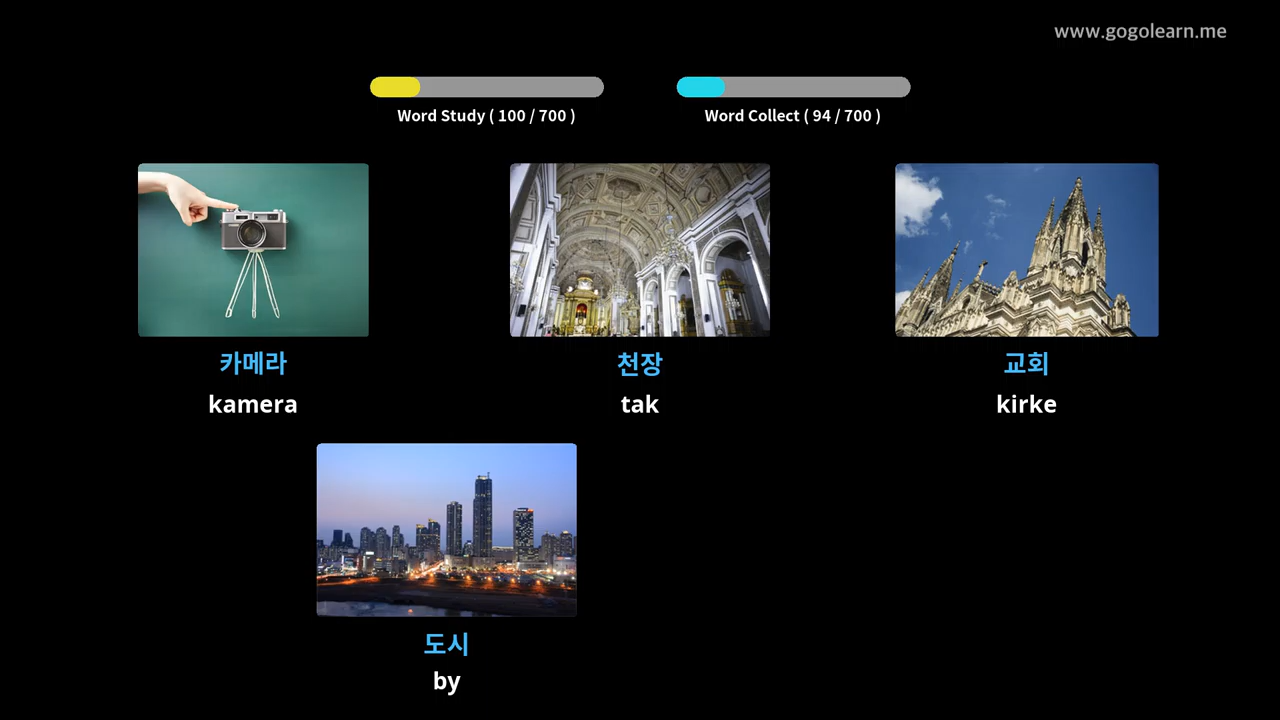 www.gogolearn.me
Word Study ( 100 / 700 )
Word Collect ( 94 / 700 )
카메라
kamera
천장
tak
교회
kirke
도시
by